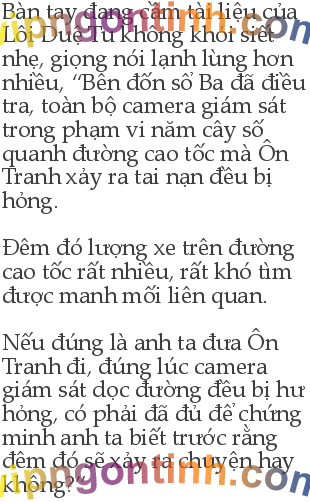 Bàn tay đang cầm tài liệu của
Lôi Duệ Tu không khỏi siết
nhẹ, giọng nói lạnh lùng hơn
nhiều, “Bên đốn số Ba đã điều
tra, toàn bộ camera giám sát
trong phạm vi năm cây số
quanh đường cao tốc mà Ôn
Tranh xảy ra tai nạn đều bị
hỏng.
Đêm đó lượng xe trên đường
cao tốc rất nhiều, rất khó tìm
được manh mối liên quan.
Nếu đúng là anh ta đưa Ôn
Tranh đi, đúng lúc camera
giám sát dọc đường đều bị hư
hỏng, có phải đã đủ để chứng
minh anh ta biết trước rằng
đêm đó sẽ xảy ra chuyện hay
không?”
vipngontinh.com
vipngontinh.com